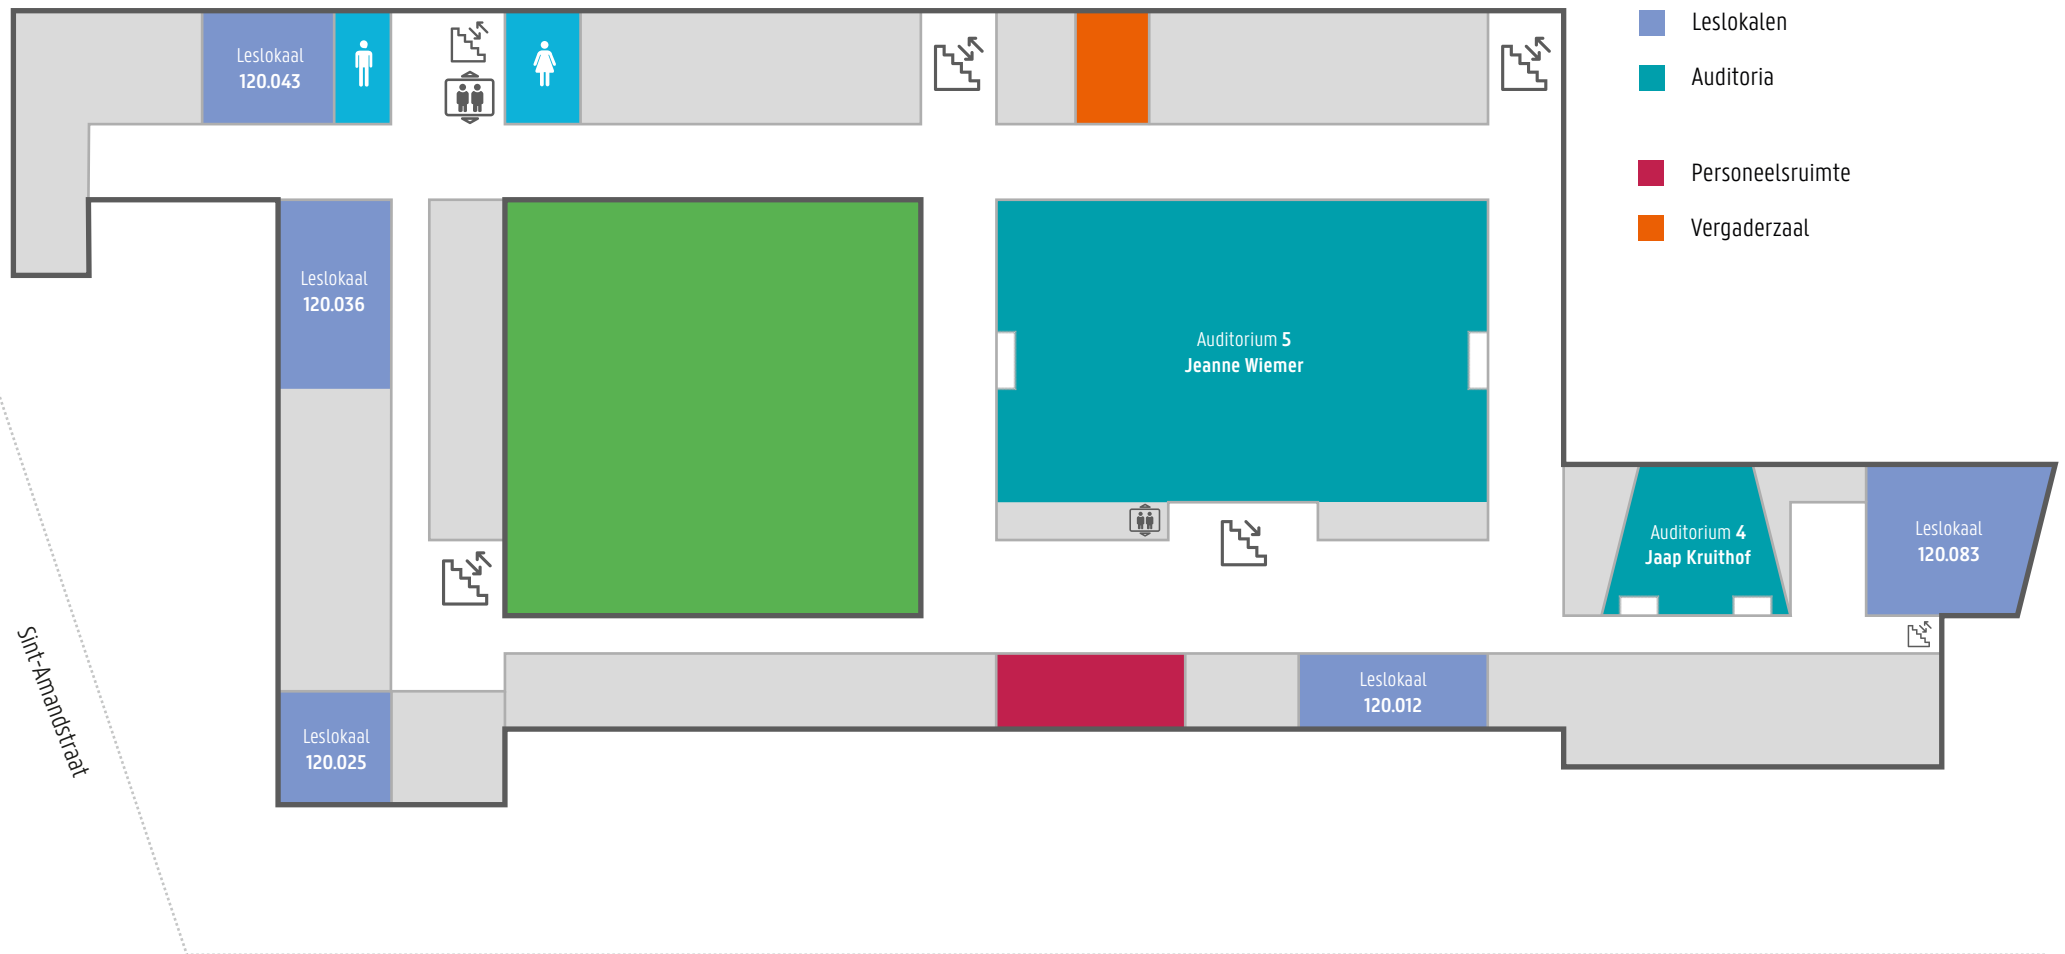 Leslokaal
120.043
Leslokaal
120.036
Leslokaal
120.025
Auditorium 5
Jeanne Wiemer
Auditorium 4
Jaap Kruithof
Leslokaal
120.083
Leslokaal
120.012
Leslokalen
Auditoria
Personeelsruimte
Vergaderzaal
Sint-Amandstraat